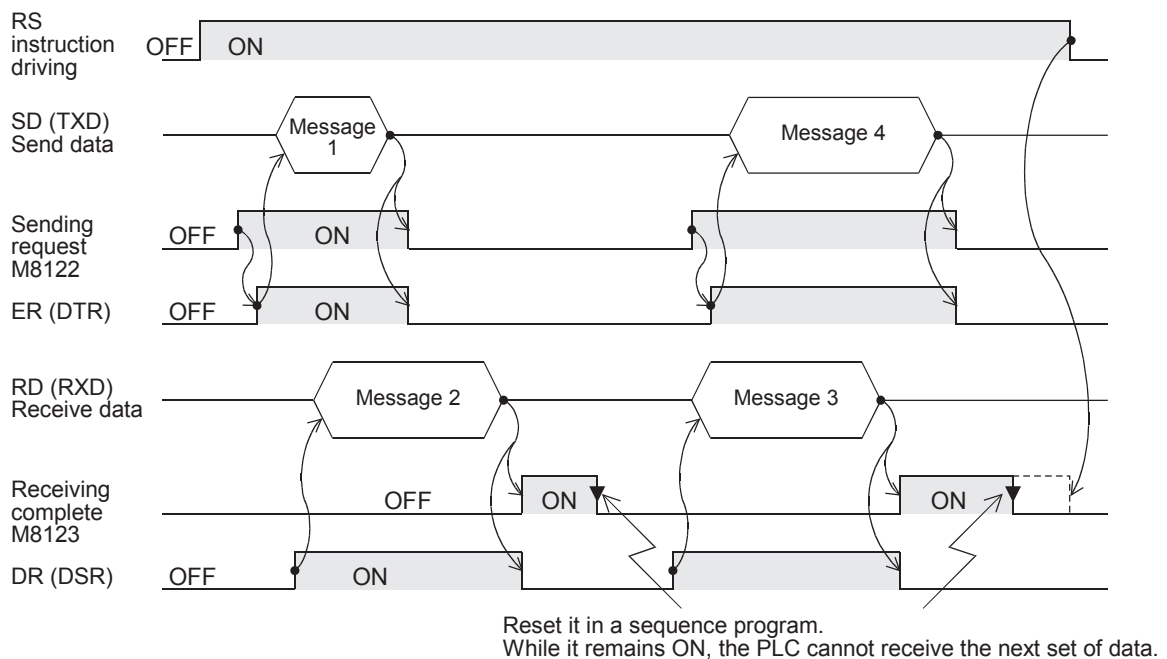 RS
instruction
driving
OFF
ON
SD (TXD)
Send data
Message
1
Message 4
Sending
request
M8122
OFF
ON
ER (DTR)
OFF
ON
RD (RXD)
Receive data
Message 2
Message 3
Receiving
complete
M8123
OFF
ON
ON
DR (DSR)
OFF
ON
Reset it in a sequence program.
While it remains ON, the PLC cannot receive the next set of data.